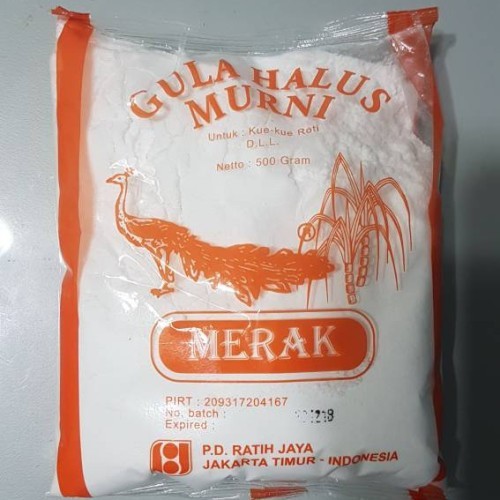 GULA HALUS
MURNI
Untuk : Kue-kue Roti
D.L.L.
Netto : 500 Gram
MERAK
PIRT : 209317204167
No. batch :
Expired :
P.D. RATIH JAYA
JAKARTA TIMUR - INDONESIA